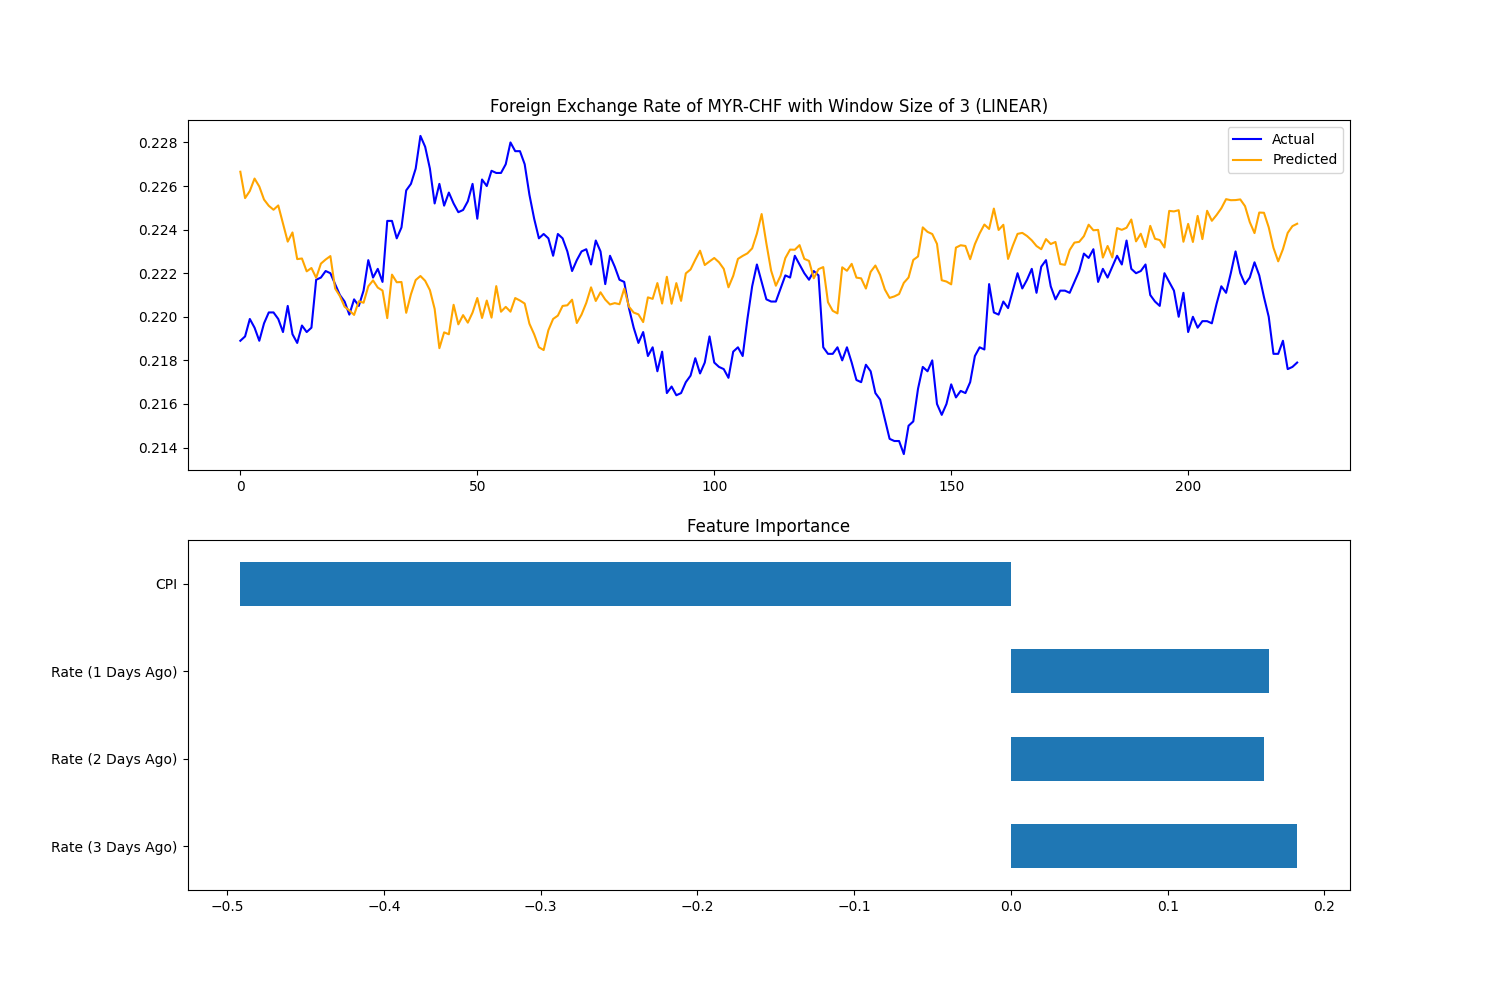 Foreign Exchange Rate of MYR-CHF with Window Size of 3 (LINEAR)
0.228
0.226
0.224
0.222
0.220
0.218
0.216
0.214
Actual
Predicted
0
50
100
150
200
Feature Importance
CPI
Rate (1 Days Ago)
Rate (2 Days Ago)
Rate (3 Days Ago)
−0.5
−0.4
−0.3
−0.2
−0.1
0.0
0.1
0.2